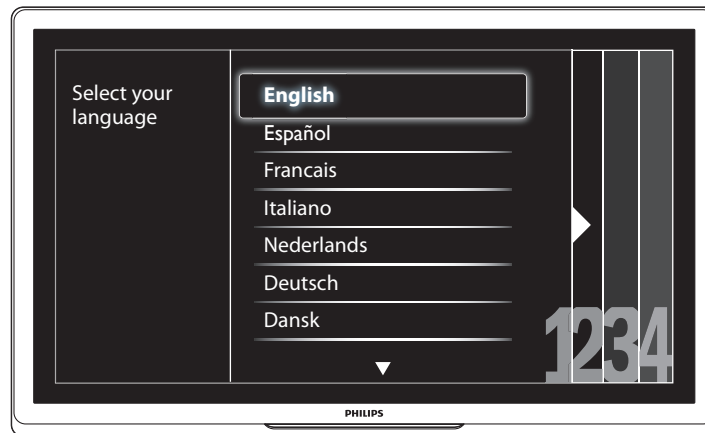 Select your
language
English
Español
Francais
Italiano
Nederlands
Deutsch
Dansk
1234
PHILIPS